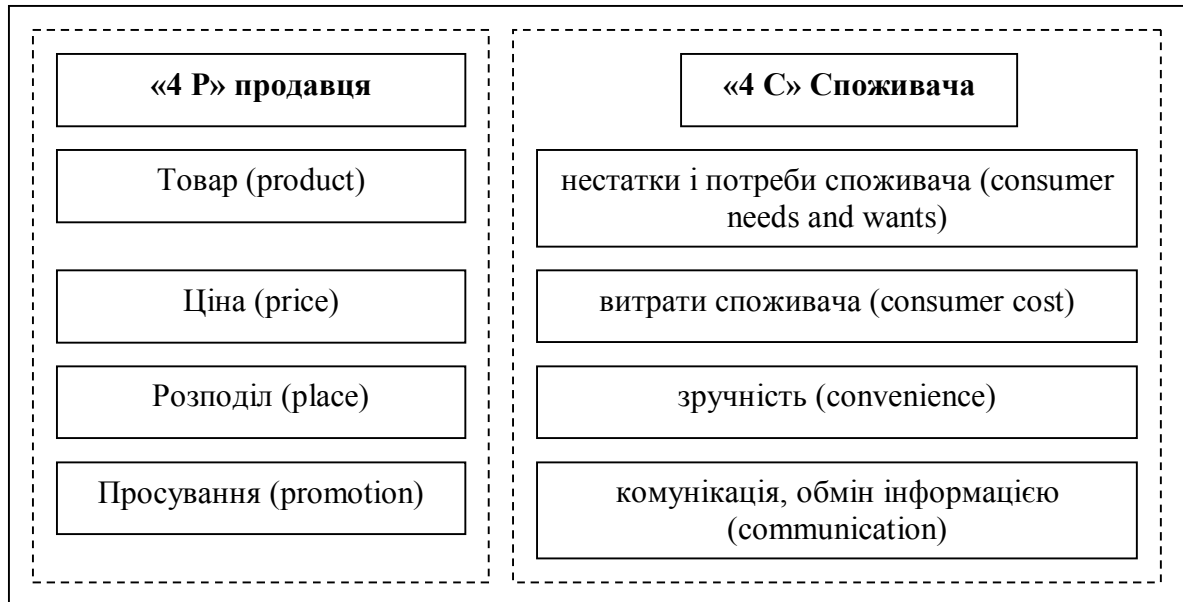 «4 Р» продавця
Товар (product)
Ціна (price)
Розподіл (place)
Просування (promotion)
«4 С» Споживача
нестатки і потреби споживача (consumer
needs and wants)
витрати споживача (consumer cost)
зручність (convenience)
комунікація, обмін інформацією
(communication)